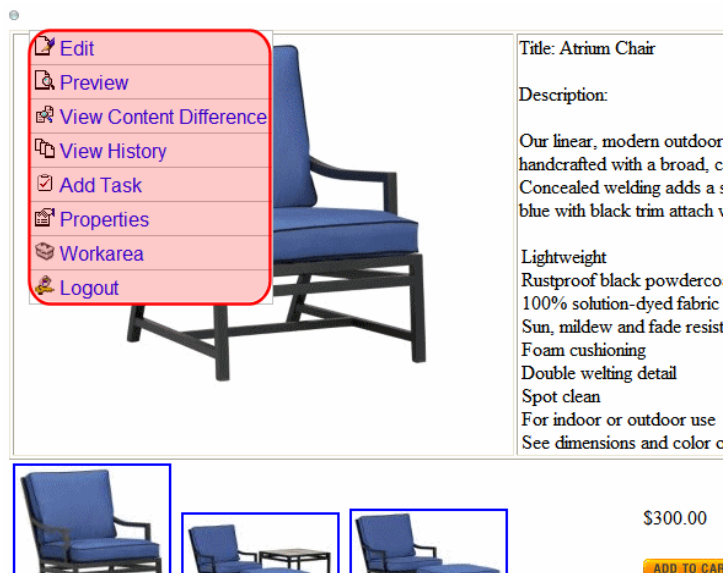 Edit
Preview
View Content Difference
View History
Add Task
Properties
Workarea
Logout
Title: Atrium Chair
Description:
Our linear, modern outdoor
handcrafted with a broad, c
Concealed welding adds a s
blue with black trim attach
Lightweight
Rustproof black powderco
100% solution-dyed fabric
Sun, mildew and fade resist
Foam cushioning
Double welting detail
Spot clean
For indoor or outdoor use
See dimensions and color
$300.00
ADD TO CAR